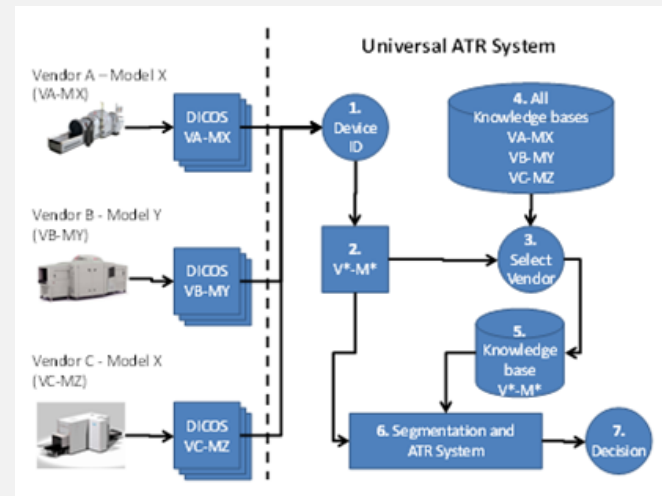 Universal ATR System
Vendor A – Model X
(VA-MX)
DICOS
VA-MX
1.
Device
ID
4. All
Knowledge bases
VA-MX
VB-MY
VC-MZ
Vendor B - Model Y
(VB-MY)
DICOS
VB-MY
2.
V*-M*
3.
Select
Vendor
Vendor C - Model X
(VC-MZ)
DICOS
VC-MZ
5.
Knowledge
base
V*-M*
6. Segmentation and
ATR System
7.
Decision